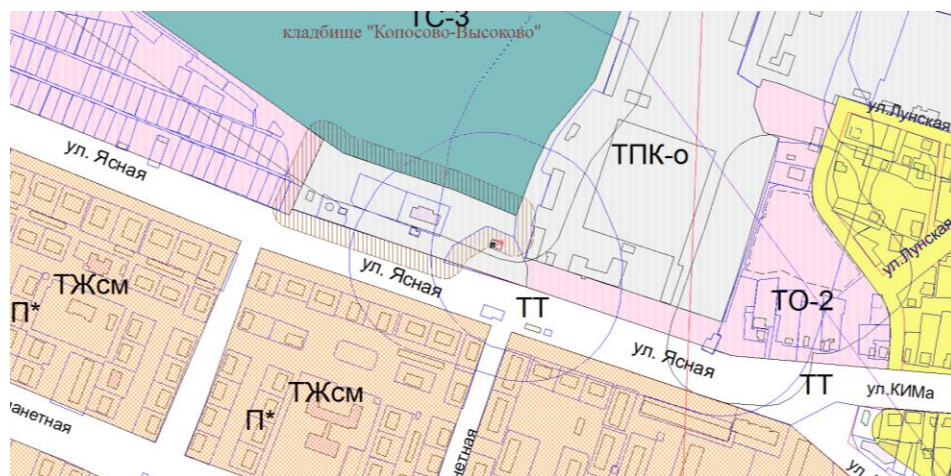 ТС-3
кладбище "Копосово-Высоково"
ул.Лунская
ул. Ясная
ТПК-о
ул.Лунская
ул. Ясная
ТЖсм
П*
ТТ
ТО-2
ул. Ясная
ТЖсм
ТТ
ул.КИМа
П*